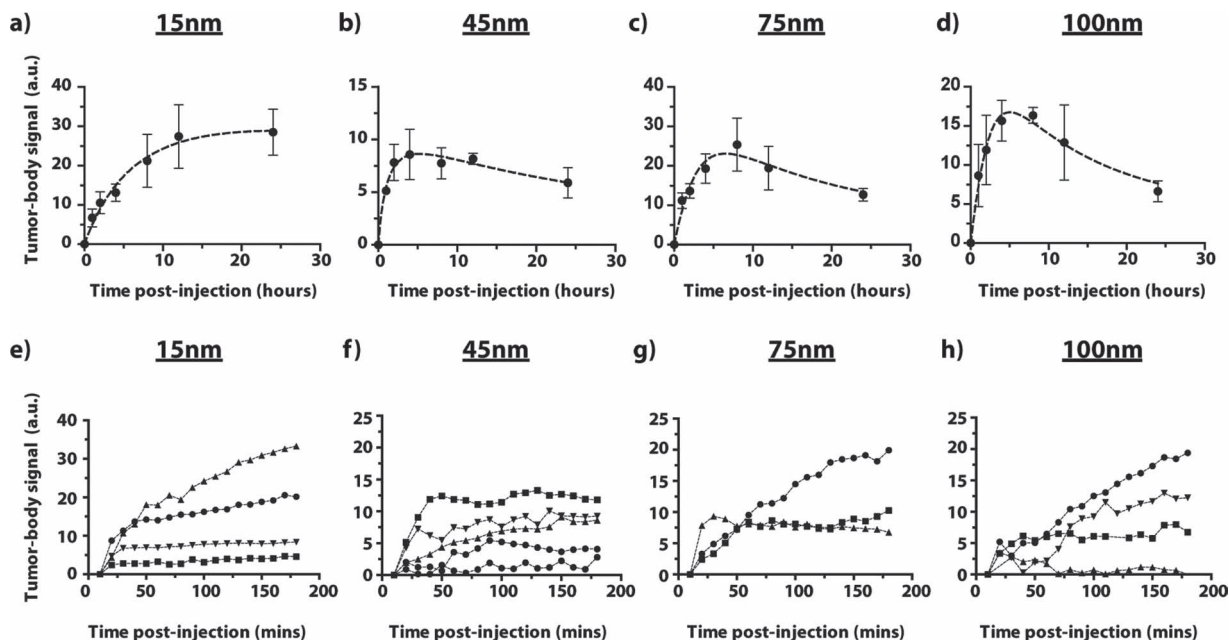 a) 15nm b) 45nm c) 75nm d) 100nm
Tumor-body signal (a.u.)
40
30
20
10
0
0 10 20 30
Time post-injection (hours)
15
10
5
0
0 10 20 30
Time post-injection (hours)
40
30
20
10
0
0 10 20 30
Time post-injection (hours)
20
15
10
5
0
0 10 20 30
Time post-injection (hours)
e) 15nm f) 45nm g) 75nm h) 100nm
Tumor-body signal (a.u.)
40
30
20
10
0
0 50 100 150 200
Time post-injection (mins)
25
20
15
10
5
0
0 50 100 150 200
Time post-injection (mins)
25
20
15
10
5
0
0 50 100 150 200
Time post-injection (mins)
25
20
15
10
5
0
0 50 100 150 200
Time post-injection (mins)